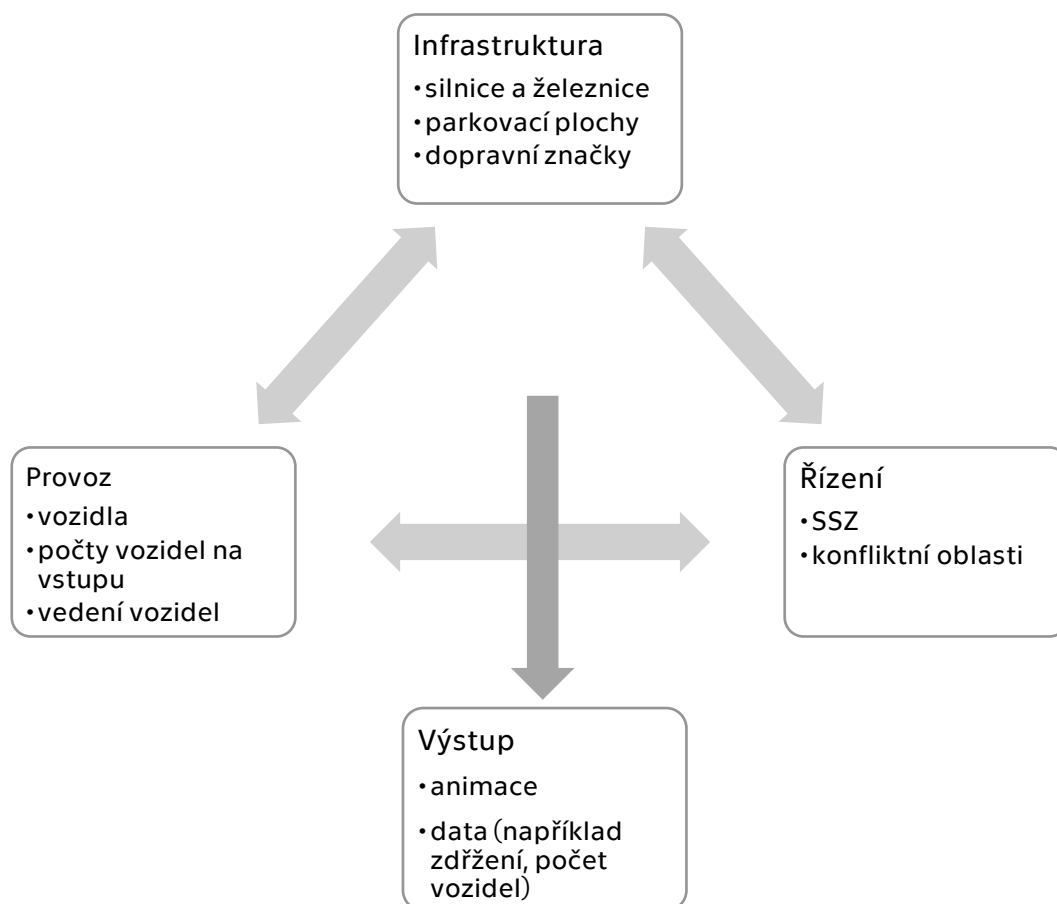 Infrastruktura
•silnice a železnice
•parkovací plochy
•dopravní značky
Provoz
•vozidla
•počty vozidel na
vstupu
•vedení vozidel
Řízení
•SSZ
•konfliktní oblasti
Výstup
•animace
•data (například
zdřžení, počet
vozidel)